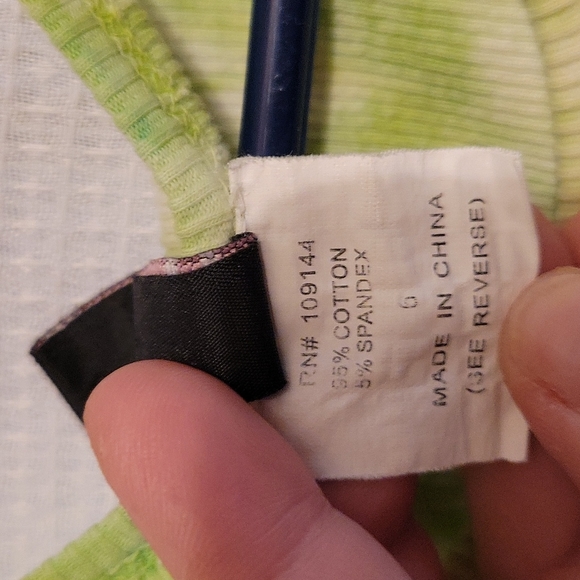 RN# 109144
95% COTTON
5% SPANDEX
6
MADE IN CHINA
(SEE REVERSE)